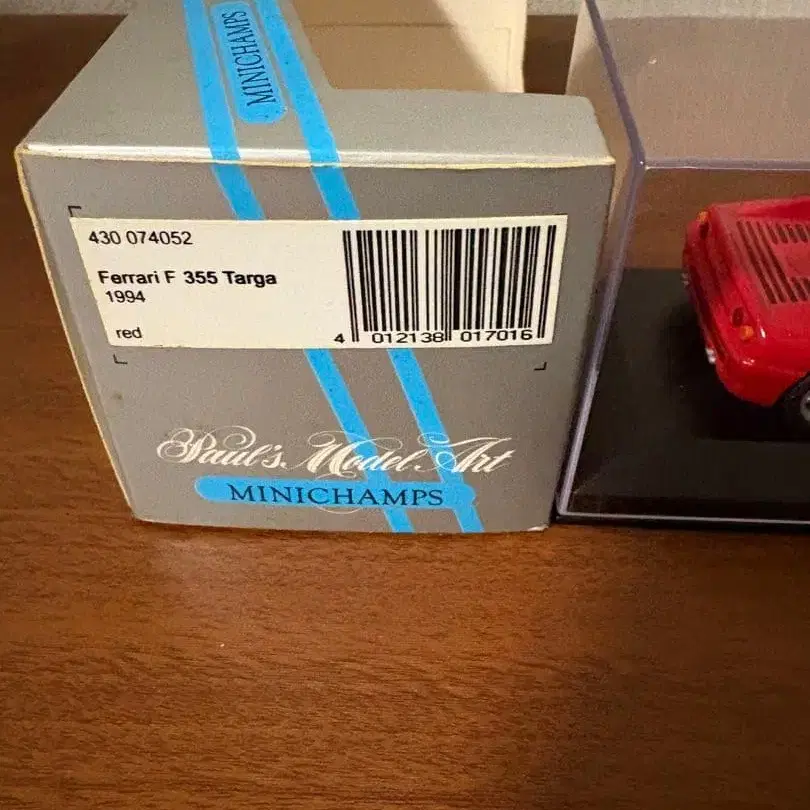 MINICHAMPS
430 074052
Ferrari F 355 Targa
1994
red
4 012138 017016
Paul's Model Art
MINICHAMPS